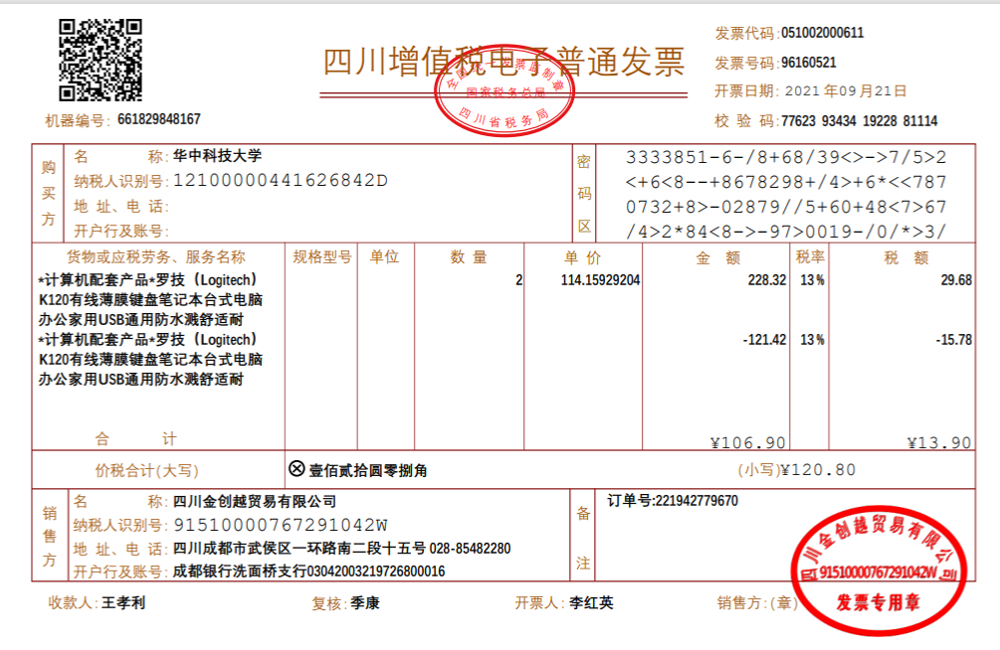 四川增值税电子普通发票
全国统一发票监制章
国家税务总局
四川省税务局
发票代码:051002000611
发票号码:96160521
开票日期: 2021 年09 月21日
校 验 码:77623 93434 19228 81114
机器编号: 661829848167
购买方
名 称: 华中科技大学
纳税人识别号: 12100000441626842D
地 址、电 话:
开户行及账号:
密码区
3333851-6-/8+68/39<>->7/5>2
<+6<8--+8678298+/4>+6*<<787
0732+8>-02879//5+60+48<7>67
/4>2*84<8->-97>0019-/0/*>3/
货物或应税劳务、服务名称 规格型号 单位 数 量 单 价 金 额 税率 税 额
*计算机配套产品*罗技（Logitech) 2 114.15929204 228.32 13% 29.68
K120有线薄膜键盘笔记本台式电脑
办公家用USB通用防水溅舒适耐
*计算机配套产品*罗技（Logitech) -121.42 13% -15.78
K120有线薄膜键盘笔记本台式电脑
办公家用USB通用防水溅舒适耐
合 计 ¥106.90 ¥13.90
价税合计(大写) ⊗ 壹佰贰拾圆零捌角 (小写)¥120.80
销售方
名 称: 四川金创越贸易有限公司
纳税人识别号: 91510000767291042W
地 址、电 话: 四川成都市武侯区一环路南二段十五号 028-85482280
开户行及账号: 成都银行洗面桥支行03042003219726800016
备注
订单号:221942779670
四川金创越贸易有限公司
91510000767291042W
发票专用章
收款人: 王孝利 复核: 季康 开票人: 李红英 销售方:(章)